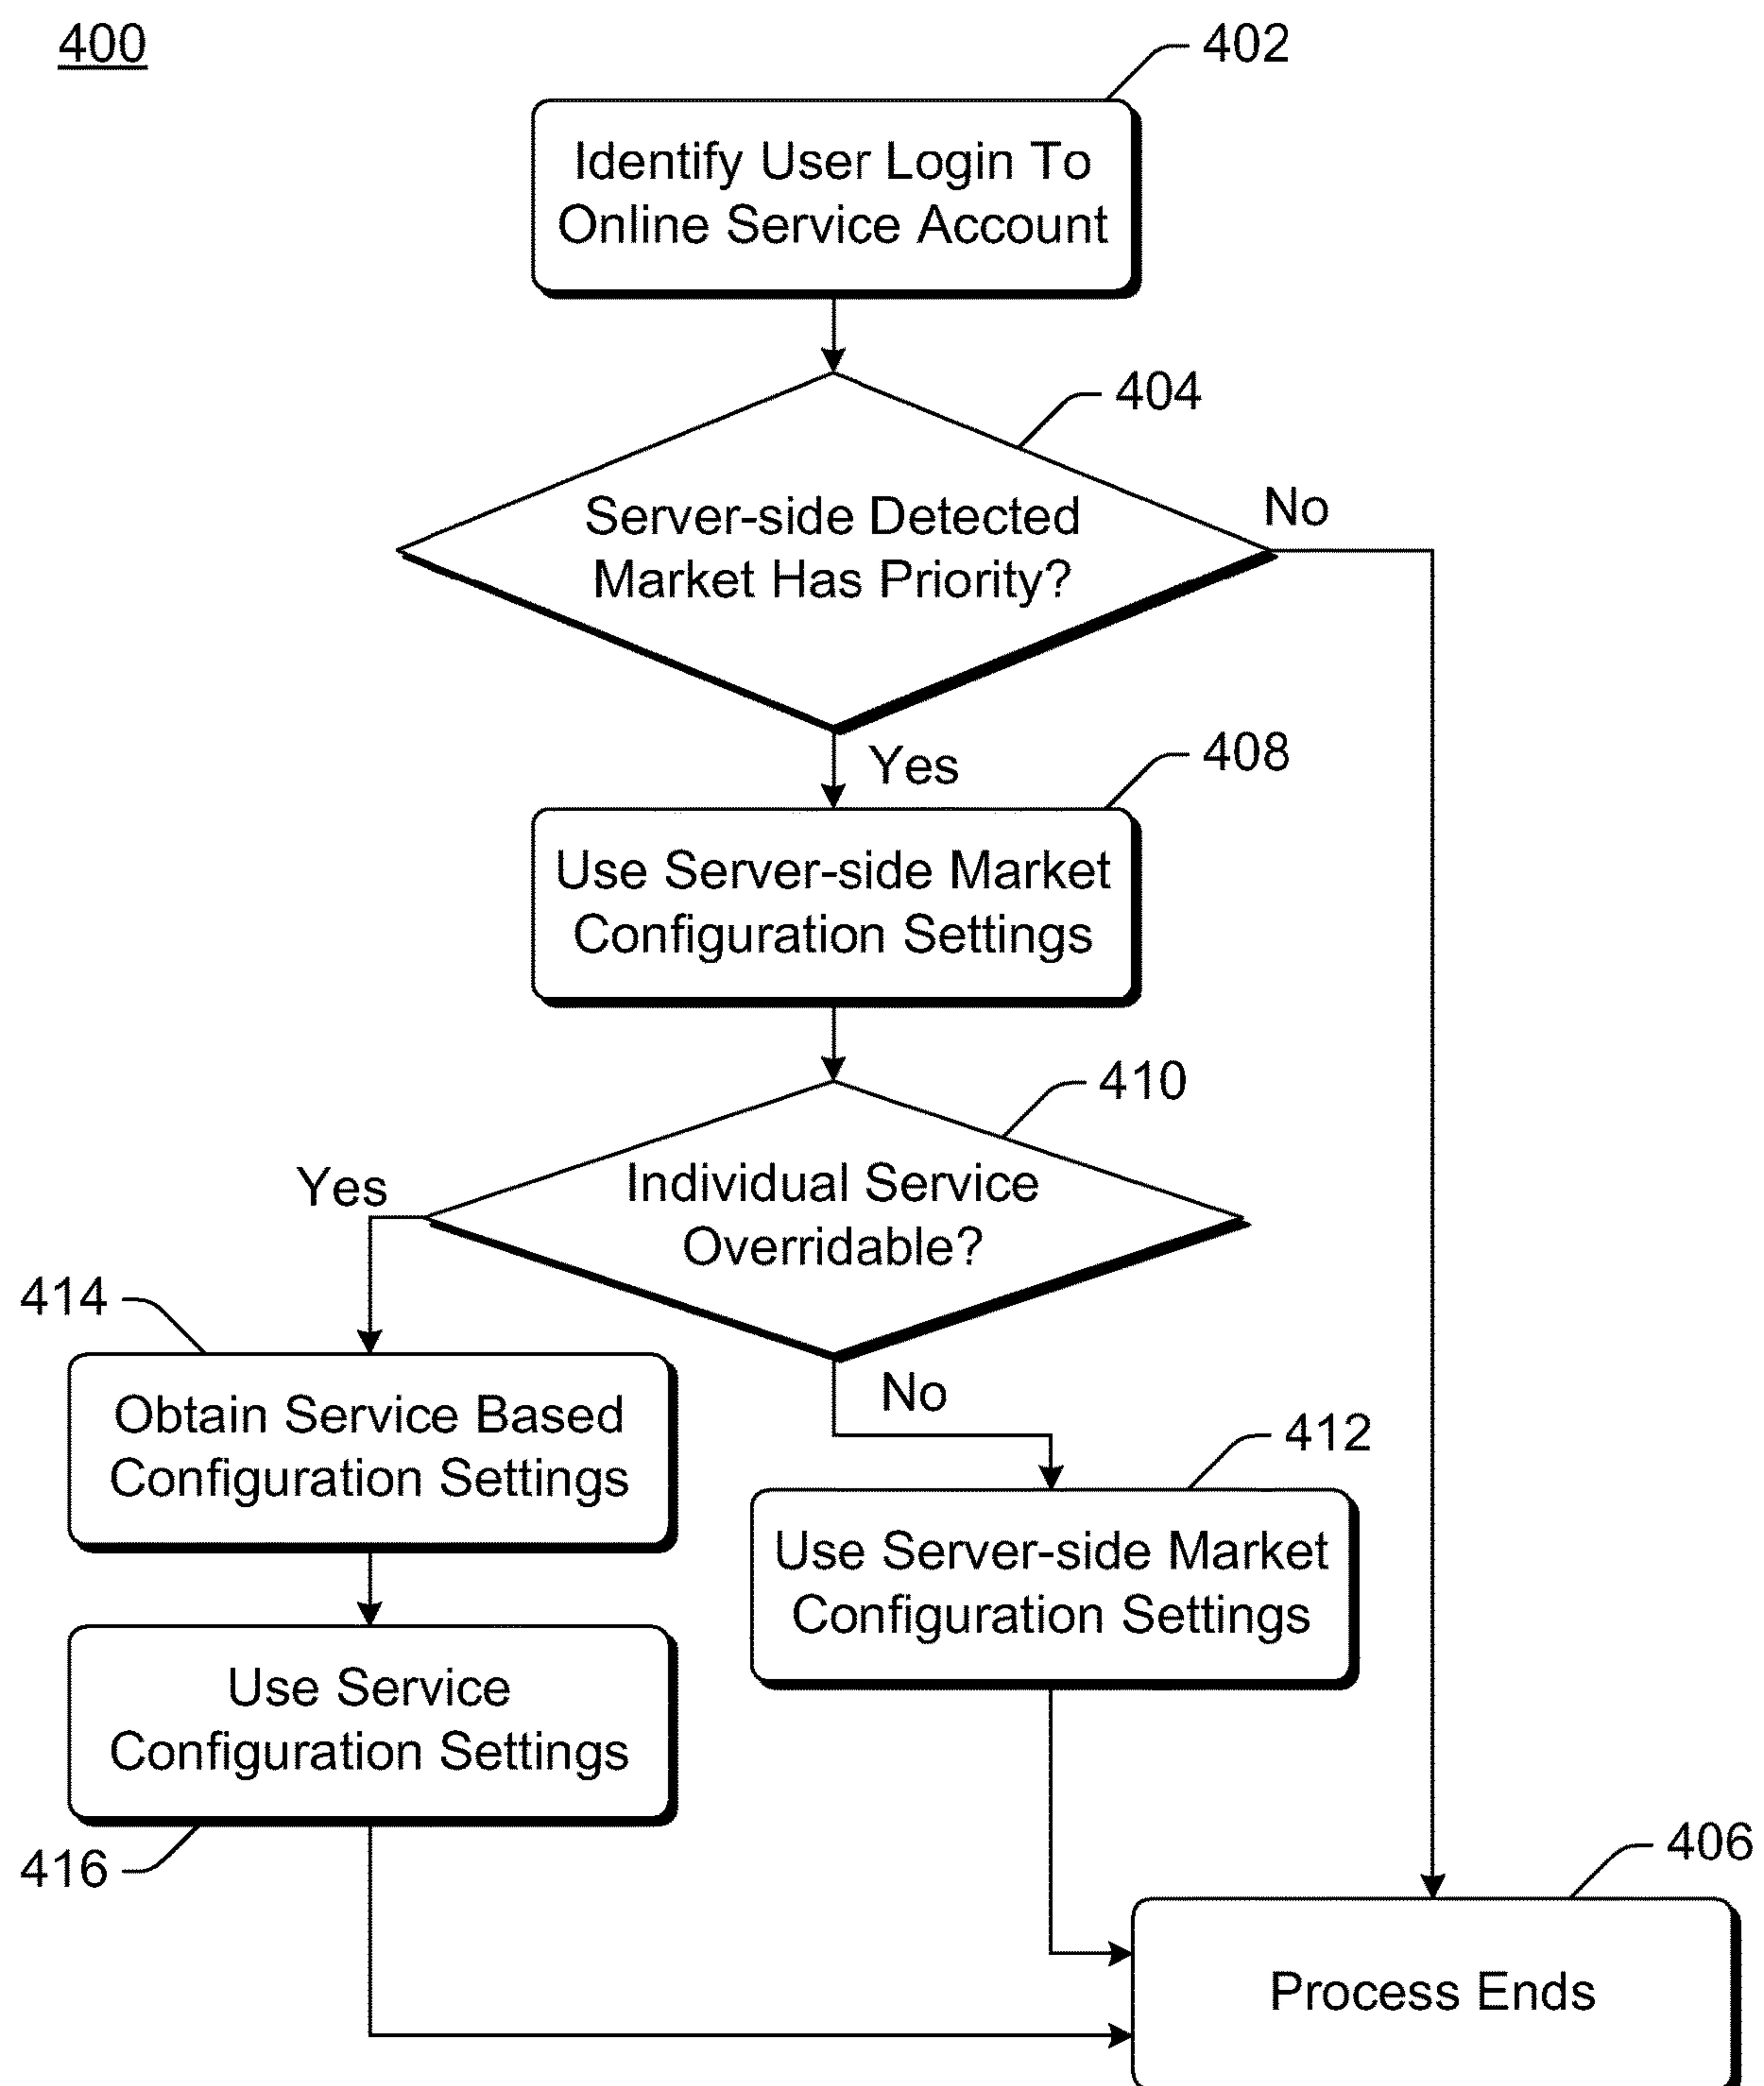 400
402
Identify User Login To
Online Service Account
404
Server-side Detected
Market Has Priority?
No
Yes
408
Use Server-side Market
Configuration Settings
410
Individual Service
Overridable?
Yes
No
414
Obtain Service Based
Configuration Settings
412
Use Server-side Market
Configuration Settings
Use Service
Configuration Settings
416
406
Process Ends